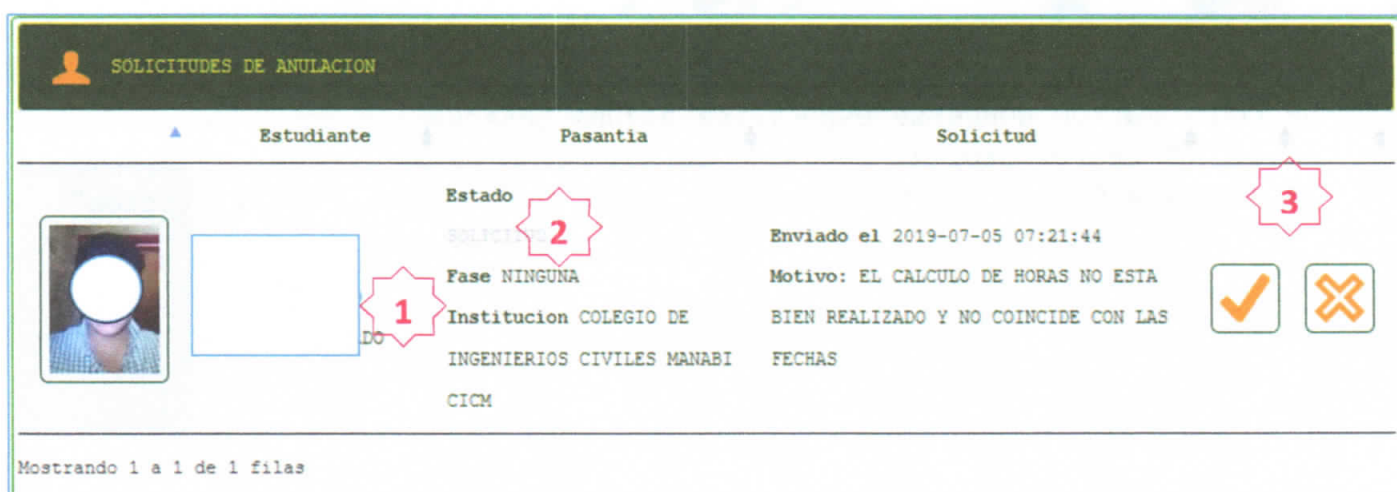 SOLICITUDES DE ANULACION
Estudiante Pasantia Solicitud
Estado
2
3
Enviado el 2019-07-05 07:21:44
Fase NINGUNA
Motivo: EL CALCULO DE HORAS NO ESTA
1
Institucion COLEGIO DE
BIEN REALIZADO Y NO COINCIDE CON LAS
DO
INGENIERIOS CIVILES MANABI
FECHAS
CICM
Mostrando 1 a 1 de 1 filas